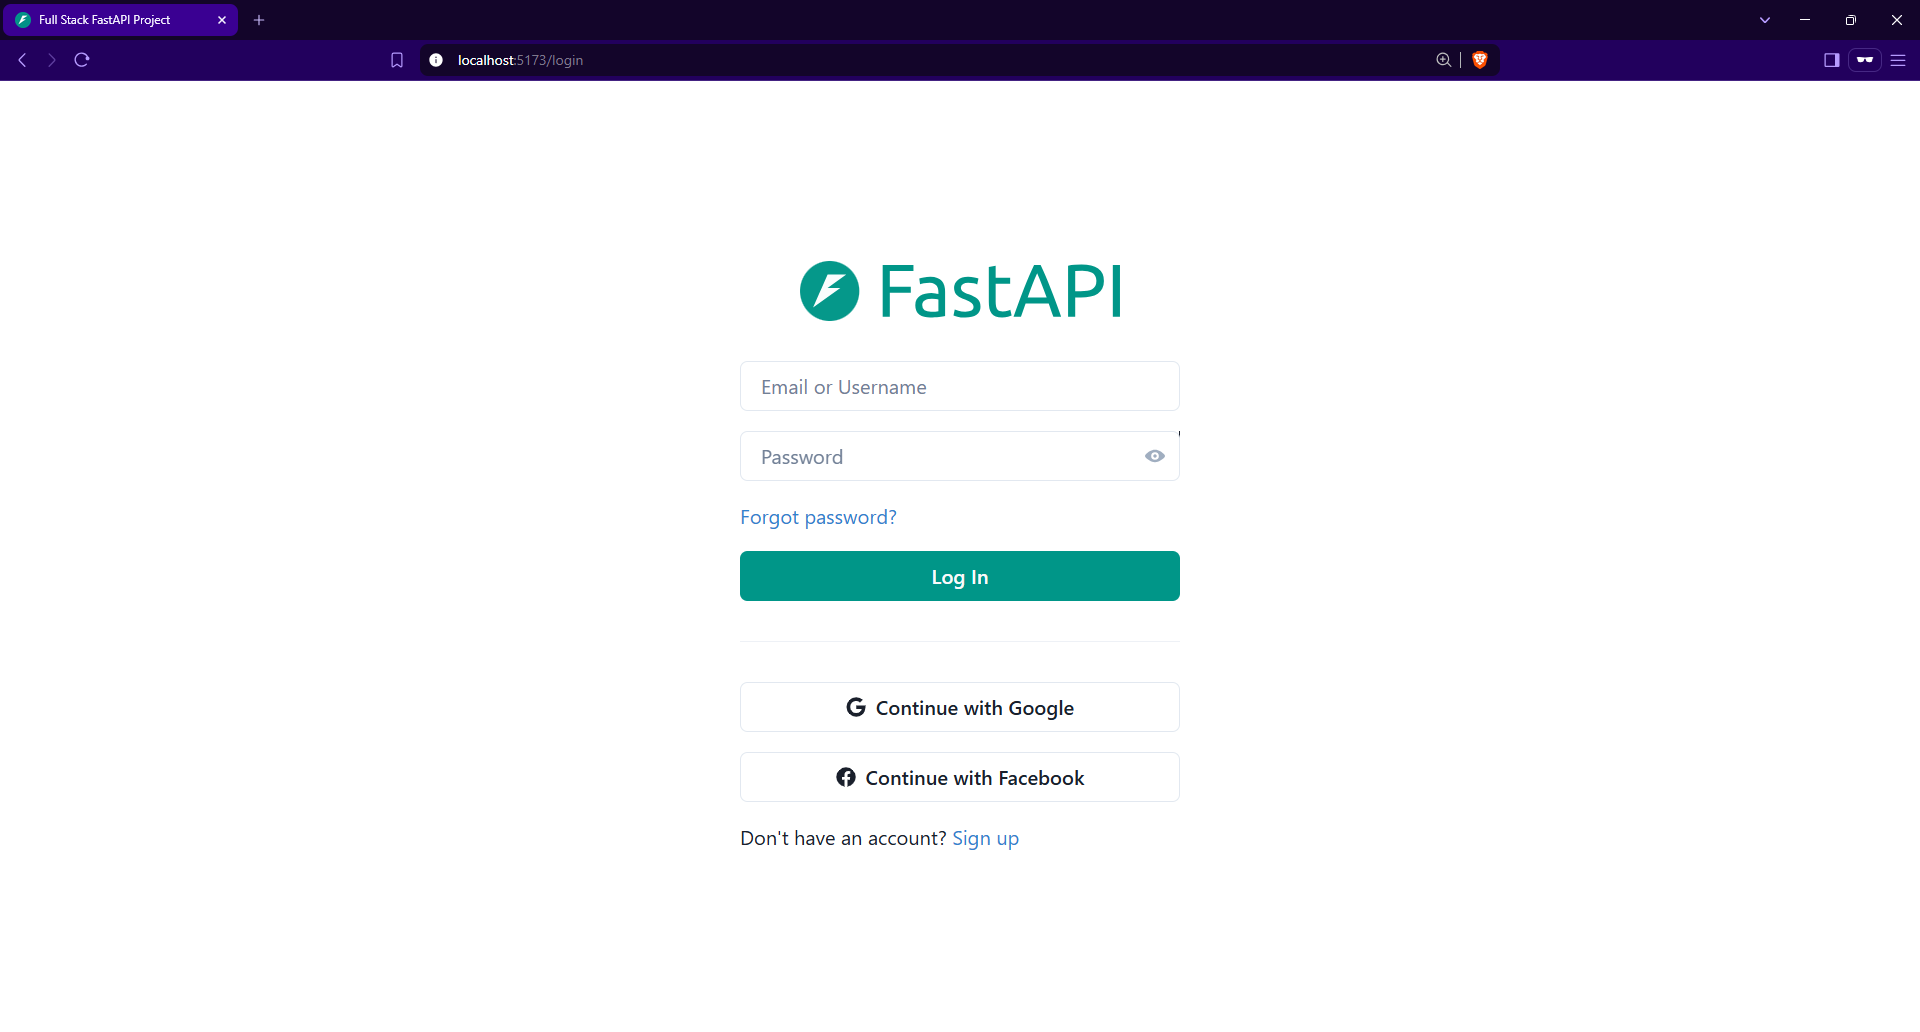 Full Stack FastAPI Project
localhost:5173/login
FastAPI
Email or Username
Password
Forgot password?
Log In
Continue with Google
Continue with Facebook
Don't have an account? Sign up